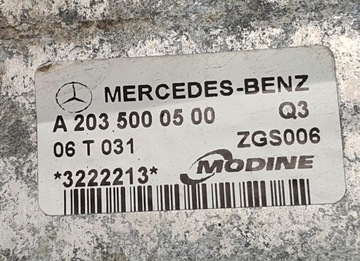 MERCEDES-BENZ
A 203 500 05 00 Q3
06 T 031 ZGS006
*3222213* MODINE